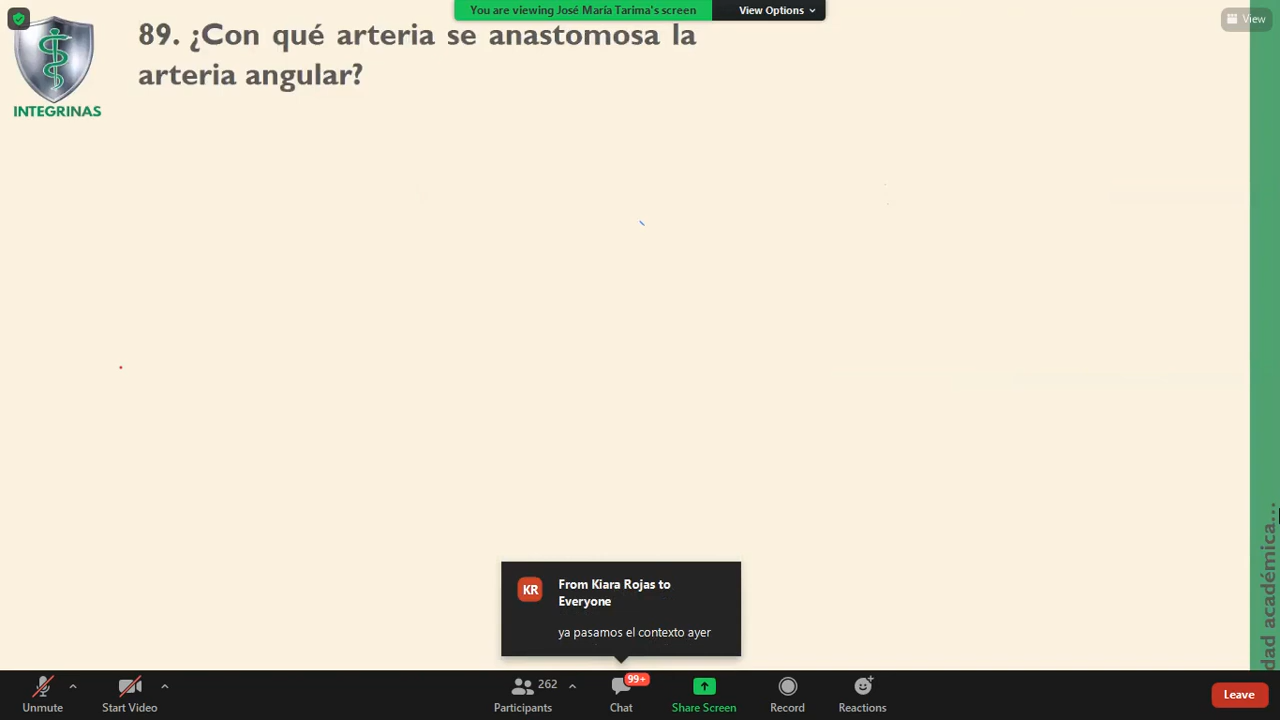 You are viewing José María Tarima's screen
View Options
View
89. ¿Con qué arteria se anastomosa la
arteria angular?
INTEGRINAS
dad académica...
KR
From Kiara Rojas to
Everyone
ya pasamos el contexto ayer
Unmute
Start Video
262
Participants
99+
Chat
Share Screen
Record
Reactions
Leave